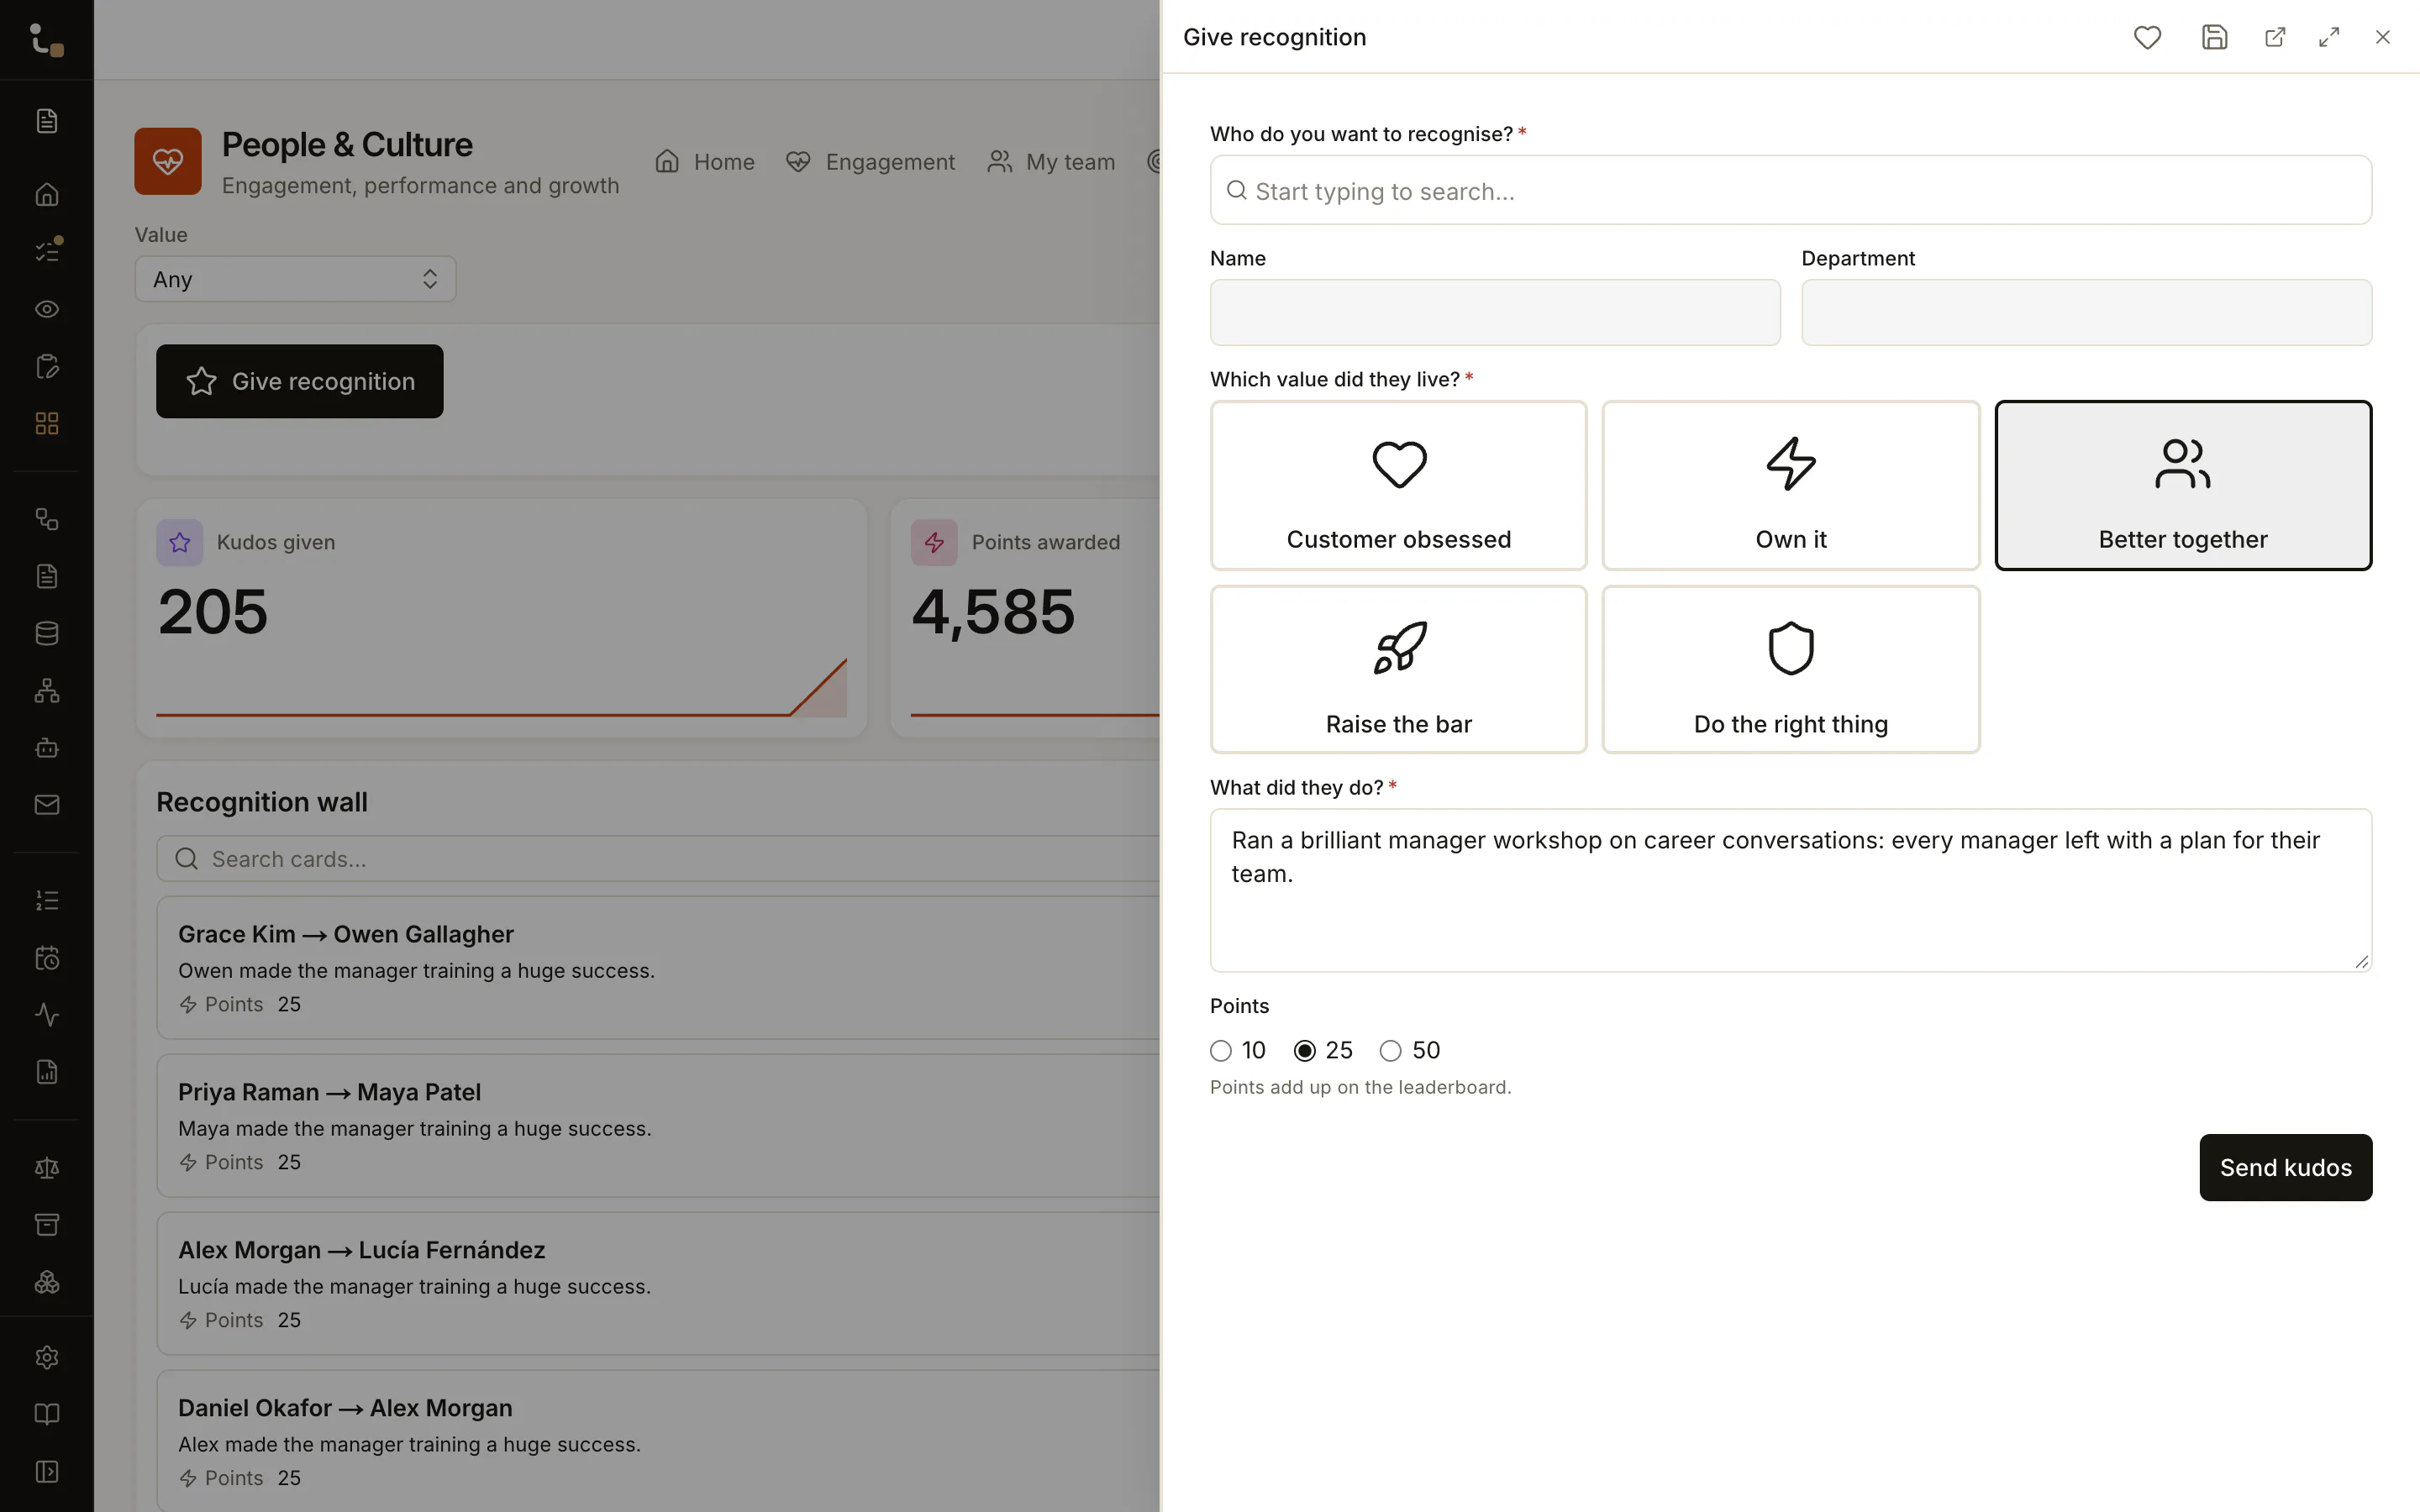 People & Culture
Engagement, performance and growth
Home
Engagement
My team
Value
Any
Give recognition
Kudos given
205
Points awarded
4,585
Recognition wall
Search cards...
Grace Kim → Owen Gallagher
Owen made the manager training a huge success.
Points 25
Priya Raman → Maya Patel
Maya made the manager training a huge success.
Points 25
Alex Morgan → Lucía Fernández
Lucía made the manager training a huge success.
Points 25
Daniel Okafor → Alex Morgan
Alex made the manager training a huge success.
Points 25
Give recognition
Who do you want to recognise? *
Start typing to search...
Name
Department
Which value did they live? *
Customer obsessed
Own it
Better together
Raise the bar
Do the right thing
What did they do? *
Ran a brilliant manager workshop on career conversations: every manager left with a plan for their
team.
Points
10
25
50
Points add up on the leaderboard.
Send kudos